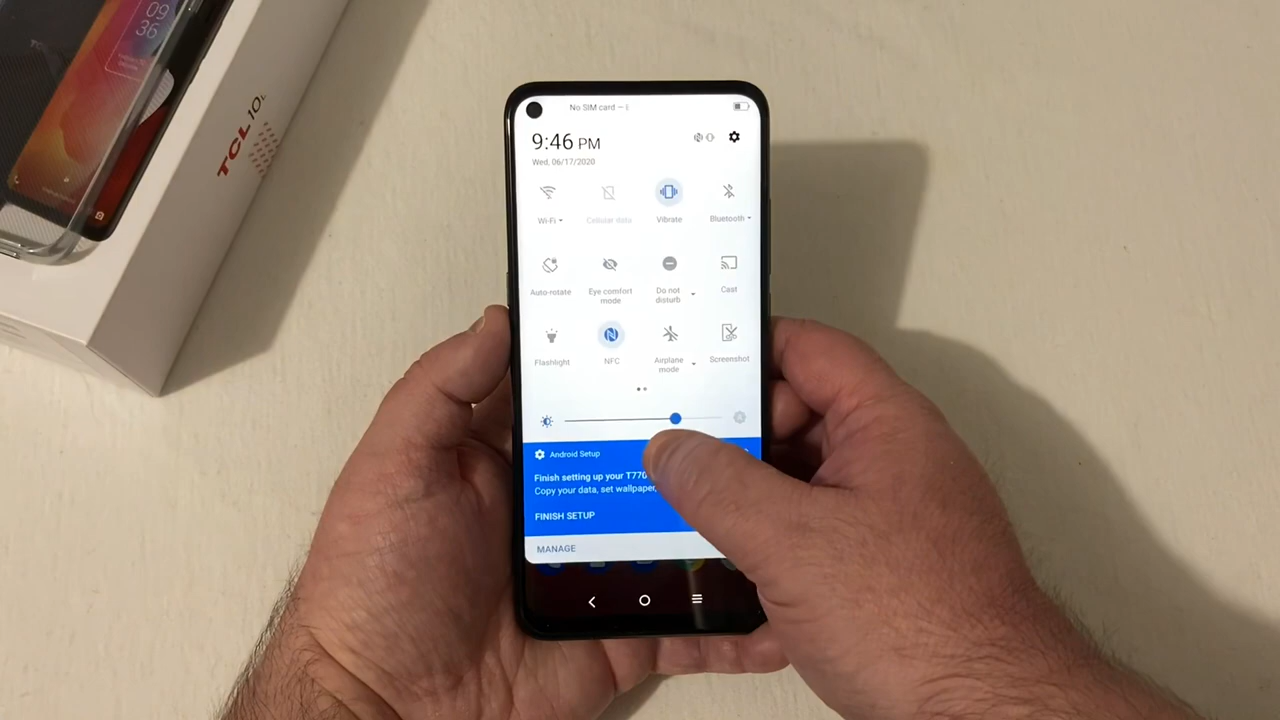 09
36
TCL 10
No SIM card –
9:46 PM
Wed, 06/17/2020
Wi-Fi
Cellular data
Vibrate
Bluetooth
Auto-rotate
Eye comfort
mode
Do not
disturb
Cast
Flashlight
NFC
Airplane
mode
Screenshot
Android Setup
Finish setting up your T770
Copy your data, set wallpaper,
FINISH SETUP
MANAGE